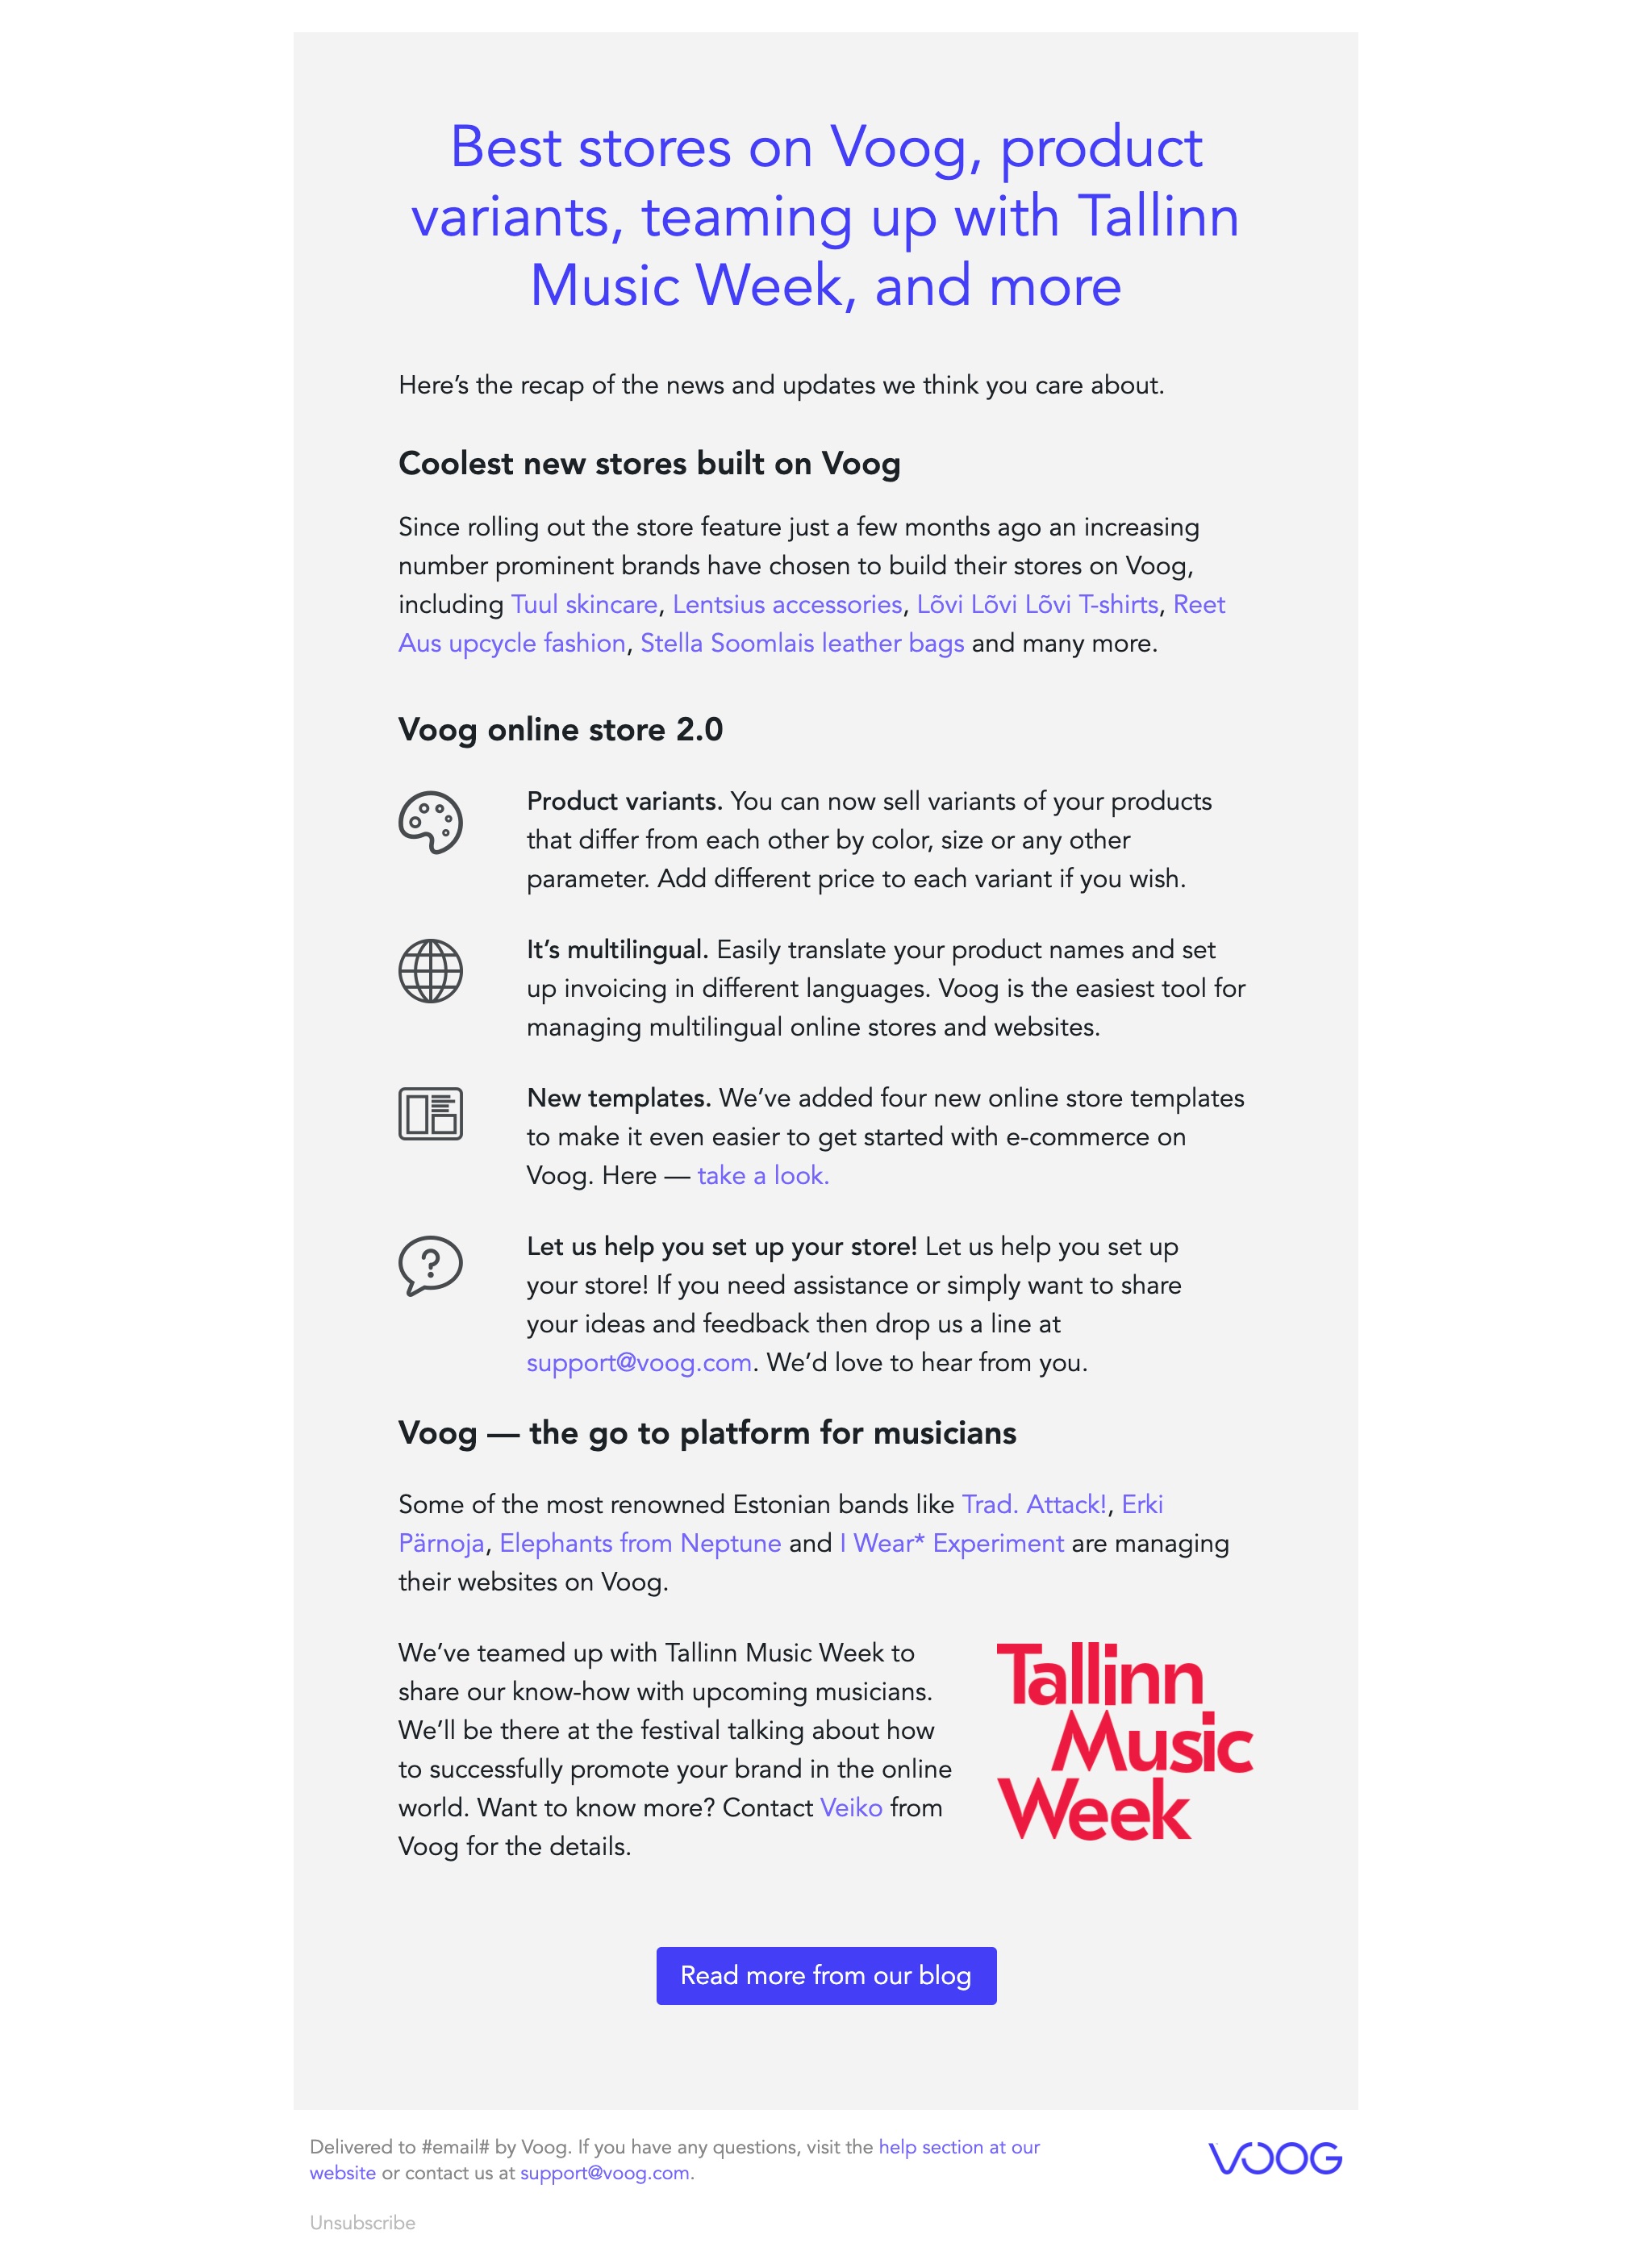 Best stores on Voog, product
variants, teaming up with Tallinn
Music Week, and more
Here’s the recap of the news and updates we think you care about.
Coolest new stores built on Voog
Since rolling out the store feature just a few months ago an increasing
number prominent brands have chosen to build their stores on Voog,
including Tuul skincare, Lentsius accessories, Lõvi Lõvi Lõvi T-shirts, Reet
Aus upcycle fashion, Stella Soomlais leather bags and many more.
Voog online store 2.0
Product variants. You can now sell variants of your products
that differ from each other by color, size or any other
parameter. Add different price to each variant if you wish.
It’s multilingual. Easily translate your product names and set
up invoicing in different languages. Voog is the easiest tool for
managing multilingual online stores and websites.
New templates. We’ve added four new online store templates
to make it even easier to get started with e-commerce on
Voog. Here — take a look.
?
Let us help you set up your store! Let us help you set up
your store! If you need assistance or simply want to share
your ideas and feedback then drop us a line at
support@voog.com. We’d love to hear from you.
Voog — the go to platform for musicians
Some of the most renowned Estonian bands like Trad. Attack!, Erki
Pärnoja, Elephants from Neptune and I Wear* Experiment are managing
their websites on Voog.
We’ve teamed up with Tallinn Music Week to
share our know-how with upcoming musicians.
We’ll be there at the festival talking about how
to successfully promote your brand in the online
world. Want to know more? Contact Veiko from
Voog for the details.
Tallinn
Music
Week
Read more from our blog
Delivered to #email# by Voog. If you have any questions, visit the help section at our
website or contact us at support@voog.com.
VOOG
Unsubscribe